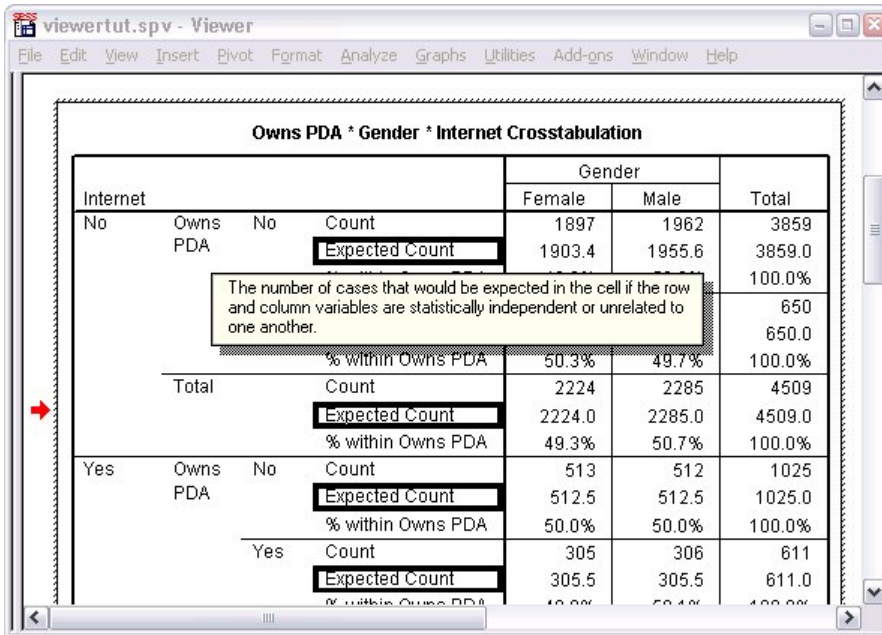 viewertut.spv - Viewer
File Edit View Insert Pivot Format Analyze Graphs Utilities Add-ons Window Help
Owns PDA * Gender * Internet Crosstabulation
Gender
Internet Female Male Total
No Owns PDA No Count 1897 1962 3859
Expected Count 1903.4 1955.6 3859.0
100.0%
The number of cases that would be expected in the cell if the row
and column variables are statistically independent or unrelated to
one another.
650
650.0
% within Owns PDA 50.3% 49.7% 100.0%
Total Count 2224 2285 4509
Expected Count 2224.0 2285.0 4509.0
% within Owns PDA 49.3% 50.7% 100.0%
Yes Owns PDA No Count 513 512 1025
Expected Count 512.5 512.5 1025.0
% within Owns PDA 50.0% 50.0% 100.0%
Yes Count 305 306 611
Expected Count 305.5 305.5 611.0